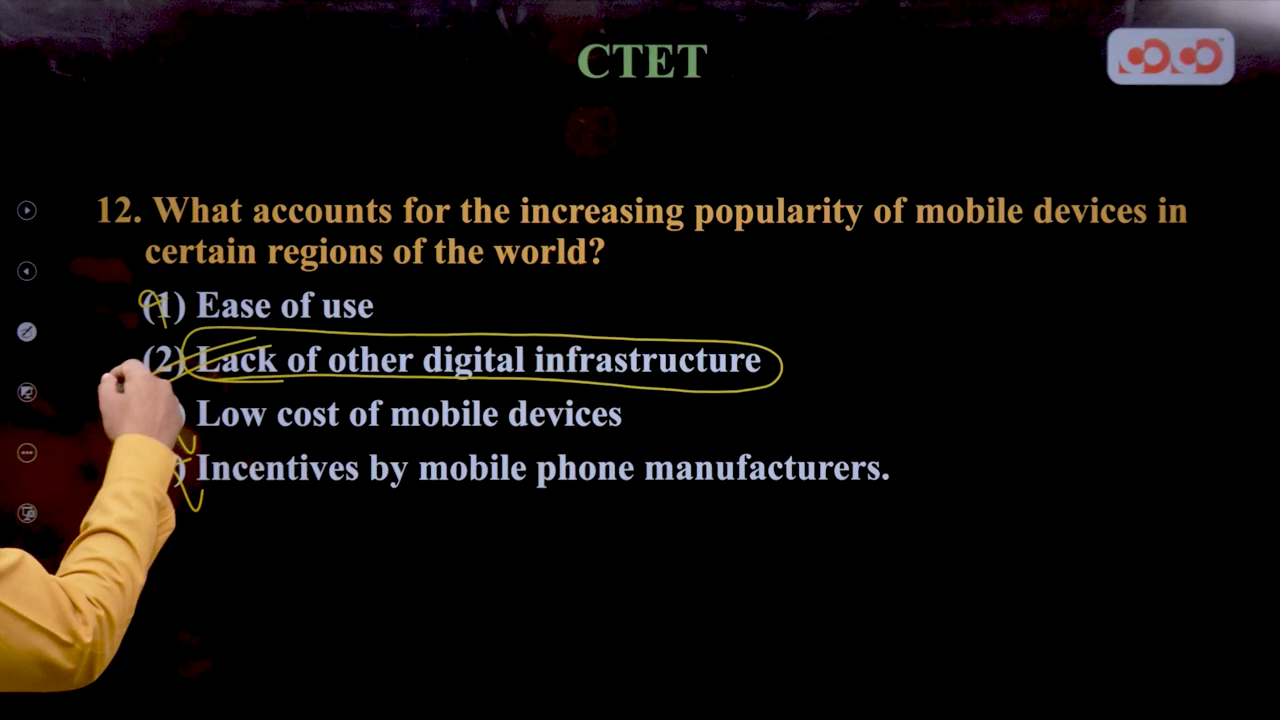 CTET
12. What accounts for the increasing popularity of mobile devices in
certain regions of the world?
(1) Ease of use
(2) Lack of other digital infrastructure
) Low cost of mobile devices
) Incentives by mobile phone manufacturers.